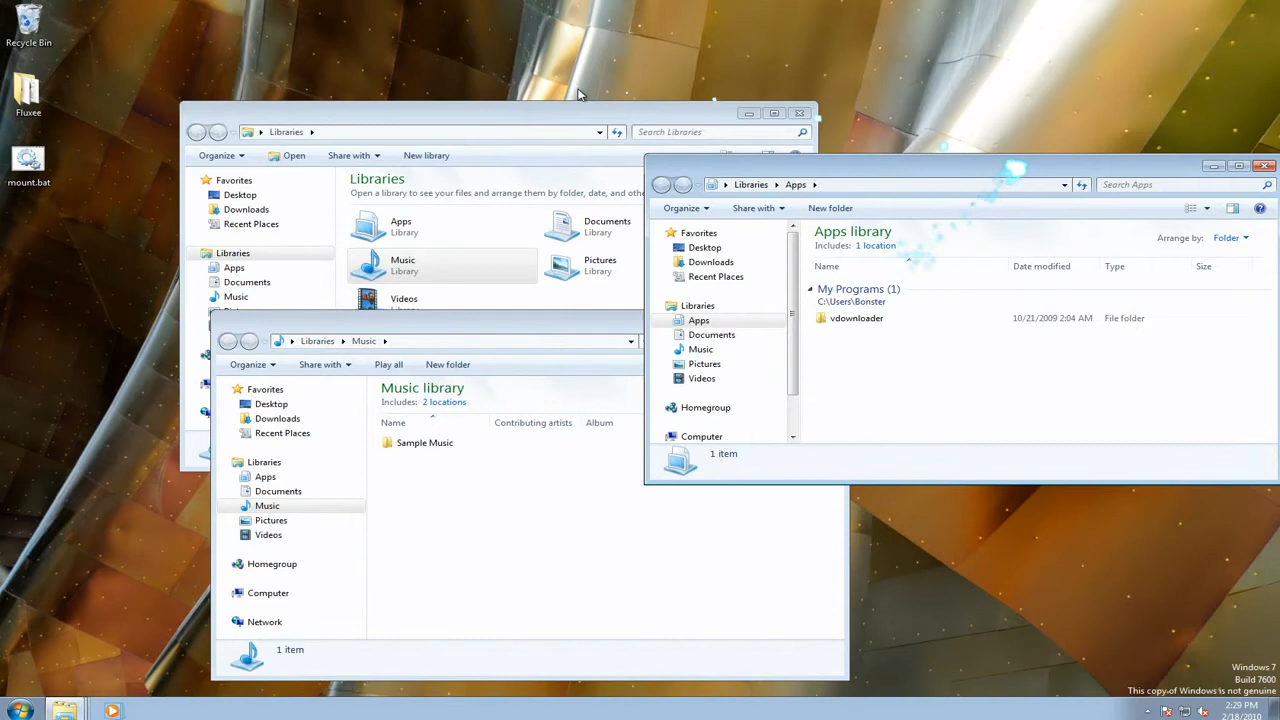 Recycle Bin
Fluxee
mount.bat
Libraries
Search Libraries
Organize Open Share with New library
Favorites
Desktop
Downloads
Recent Places
Libraries
Apps
Documents
Music
Libraries
Open a library to see your files and arrange them by folder, date, and
Apps
Library
Documents
Library
Music
Library
Pictures
Library
Videos
Libraries Music
Organize Share with Play all New folder
Favorites
Desktop
Downloads
Recent Places
Libraries
Apps
Documents
Music
Pictures
Videos
Homegroup
Computer
Network
Music library
Includes: 2 locations
Name Contributing artists Album
Sample Music
1 item
Libraries Apps
Search Apps
Organize Share with New folder
Favorites
Desktop
Downloads
Recent Places
Libraries
Apps
Documents
Music
Pictures
Videos
Homegroup
Computer
Apps library
Includes: 1 location
Arrange by: Folder
Name Date modified Type Size
My Programs (1)
C:\Users\Bonster
vdownloader 10/21/2009 2:04 AM File folder
1 item
Windows 7
Build 7600
This copy of Windows is not genuine
2:29 PM
2/18/2010